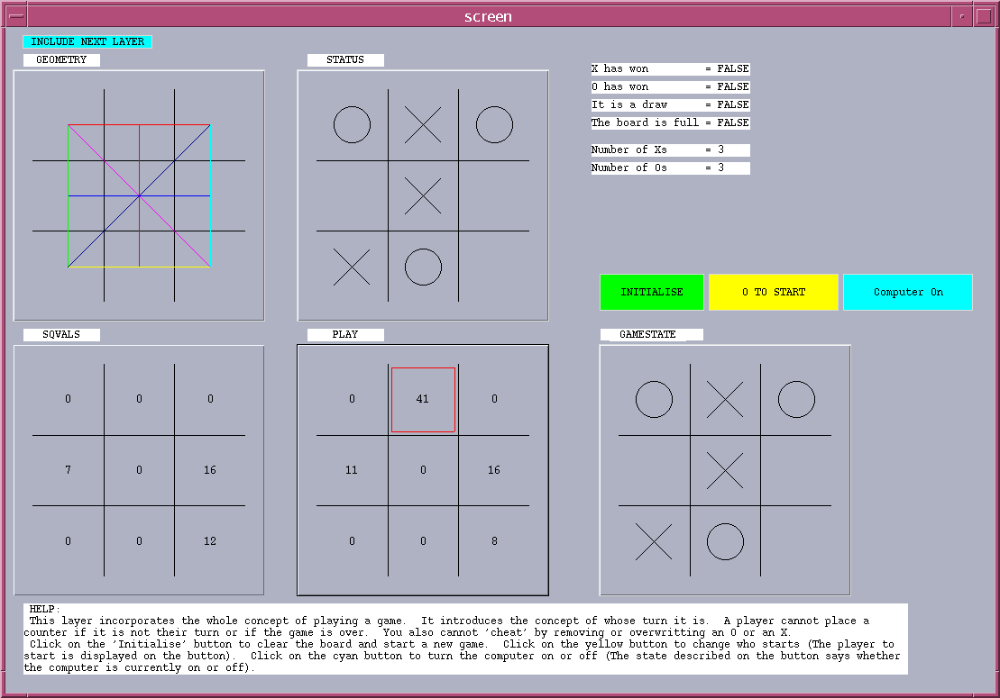 screen
INCLUDE NEXT LAYER
GEOMETRY
STATUS
X has won = FALSE
O has won = FALSE
It is a draw = FALSE
The board is full = FALSE
Number of Xs = 3
Number of Os = 3
INITIALISE
O TO START
Computer On
SQVALS
PLAY
GAMESTATE
0 0 0
7 0 16
0 0 12
0 41 0
11 0 16
0 0 8
HELP:
This layer incorporates the whole concept of playing a game. It introduces the concept of whose turn it is. A player cannot place a
counter if it is not their turn or if the game is over. You also cannot 'cheat' by removing or overwritting an O or an X.
Click on the 'Initialise' button to clear the board and start a new game. Click on the yellow button to change who starts (The player to
start is displayed on the button). Click on the cyan button to turn the computer on or off (The state described on the button says whether
the computer is currently on or off).